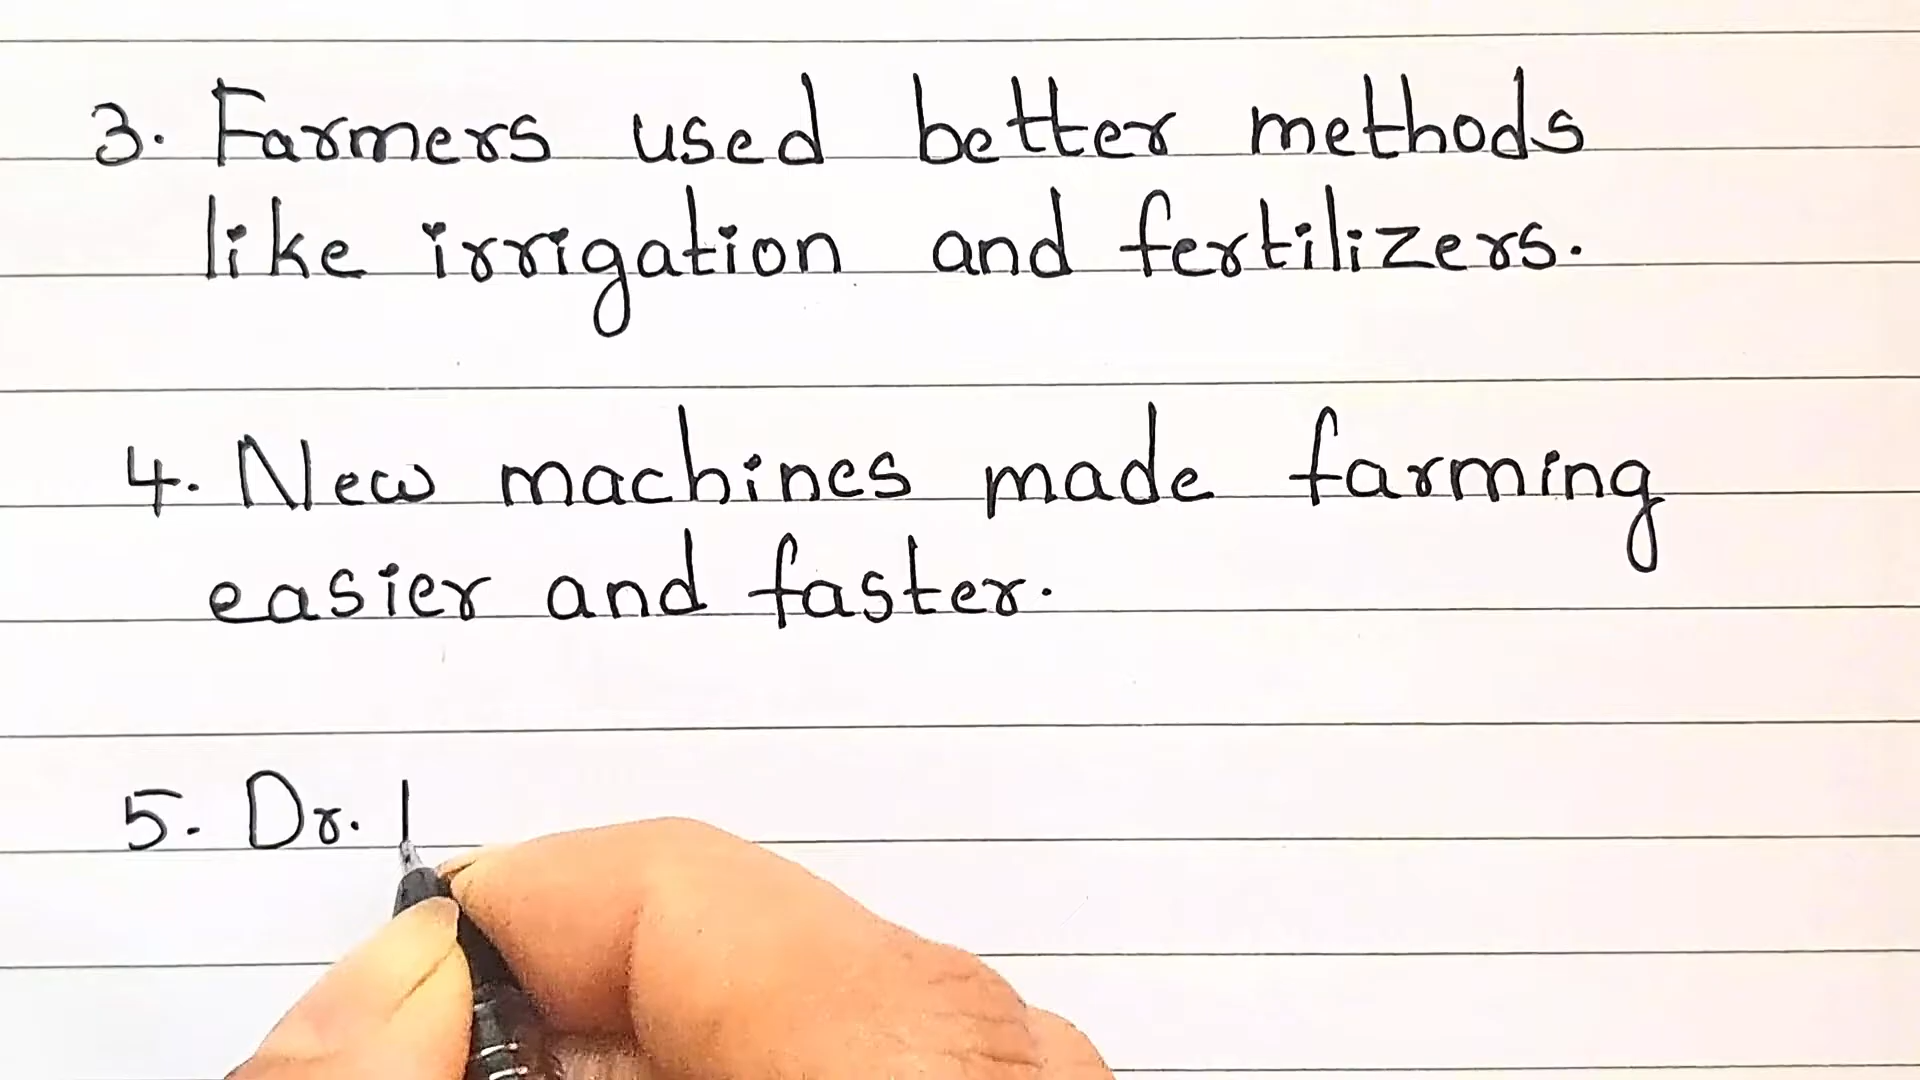 3. Farmers used better methods
like irrigation and fertilizers.
4. New machines made farming
easier and faster.
5. Dr.